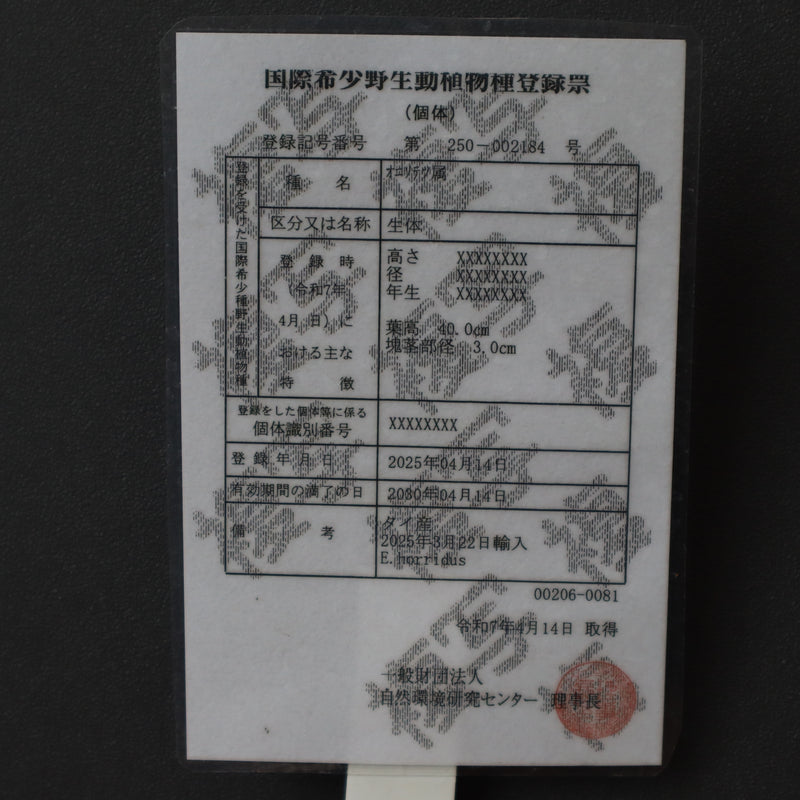 国際希少野生動植物種登録票
（個体）
登録記号番号 第 250－002184 号
登録を受けた国際希少種野生動植物種
種 名 ｵﾆｿﾃﾂ属
区分又は名称 生体
登録時 高さ XXXXXXXX
（令和7年 径 XXXXXXXX
4月 日）に 年生 XXXXXXXX
おける主な 葉高 40.0cm
特 徴 塊茎部径 3.0cm
登録をした個体等に係る
個体識別番号 XXXXXXXX
登録年月日 2025年04月14日
有効期間の満了の日 2030年04月14日
備 考 タイ産
2025年3月22日輸入
E.horridus
00206-0081
令和7年4月14日 取得
一般財団法人
自然環境研究センター 理事長